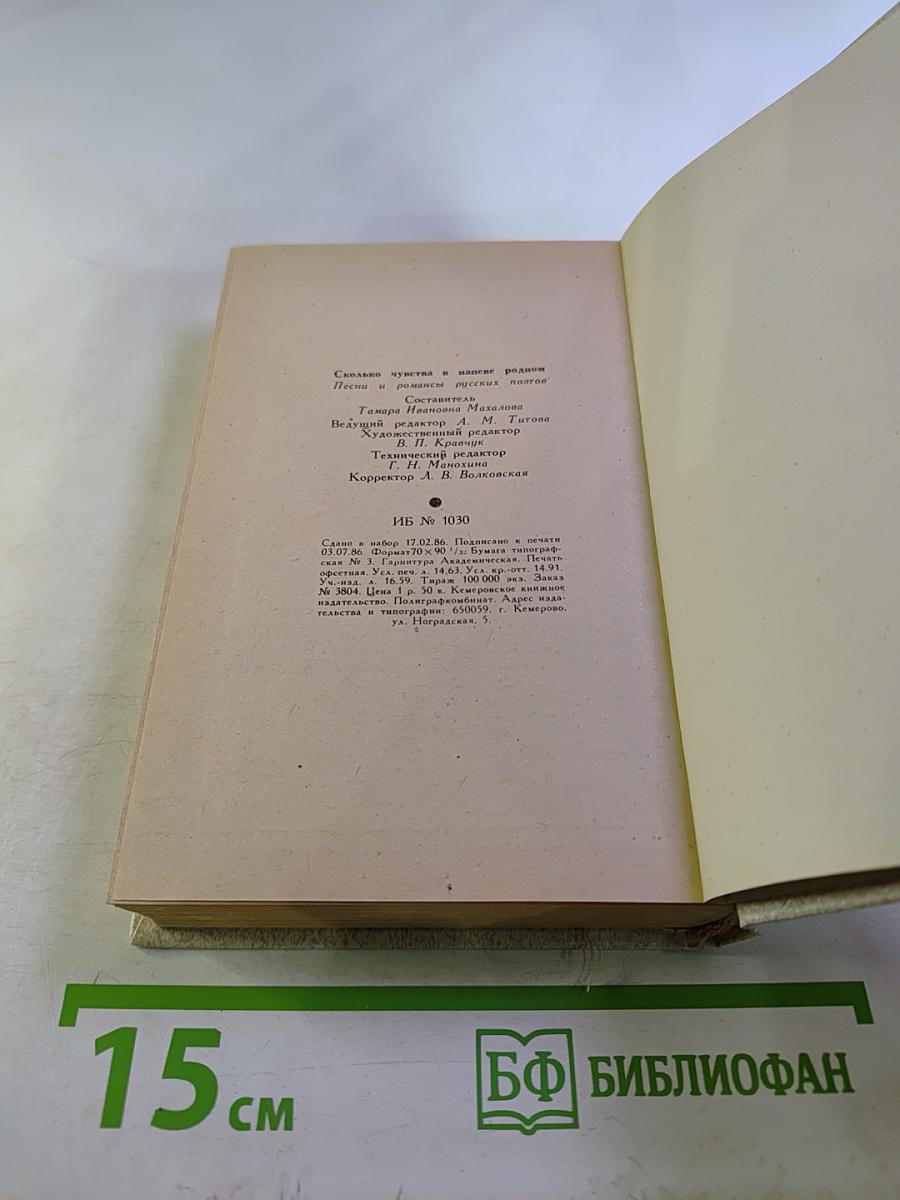 Сколько чувства в напеве родном
Песни и романсы русских поэтов
Составитель
Тамара Ивановна Махалова
Ведущий редактор А. М. Титова
Художественный редактор
В. П. Кравчук
Технический редактор
Г. Н. Манохина
Корректор Л. В. Волковская
ИБ № 1030
Сдано в набор 17.02.86. Подписано к печати
03.07.86. Формат 70×90 1/32 Бумага типограф-
ская № 3. Гарнитура Академическая. Печать
офсетная. Усл. печ. л. 14,63. Усл. кр.-отт. 14.91.
Уч.-изд. л. 16.59. Тираж 100 000 экз. Заказ
№ 3804. Цена 1 р. 50 к. Кемеровское книжное
издательство. Полиграфкомбинат. Адрес изда-
тельства и типографии: 650059, г. Кемерово,
ул. Ноградская, 5.
15 см
БФ БИБЛИОФАН